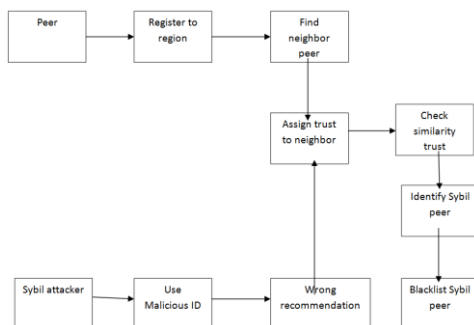 Peer
Register to
region
Find
neighbor
peer
Assign trust
to neighbor
Check
similarity
trust
Identify Sybil
peer
Sybil attacker
Use
Malicious ID
Wrong
recommendation
Blacklist Sybil
peer